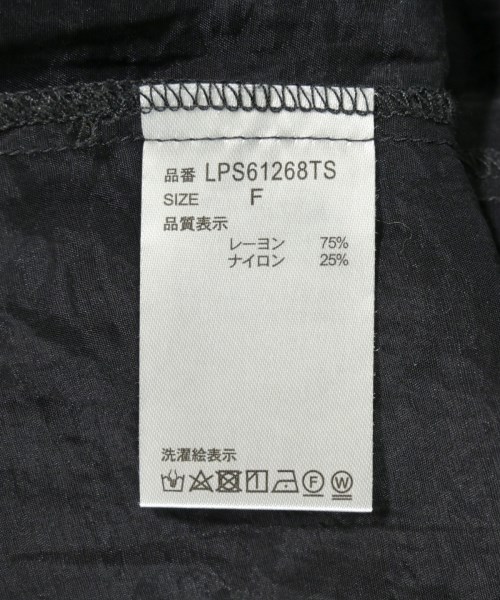 品番 LPS61268TS
SIZE F
品質表示
レーヨン 75%
ナイロン 25%
洗濯絵表示
F W